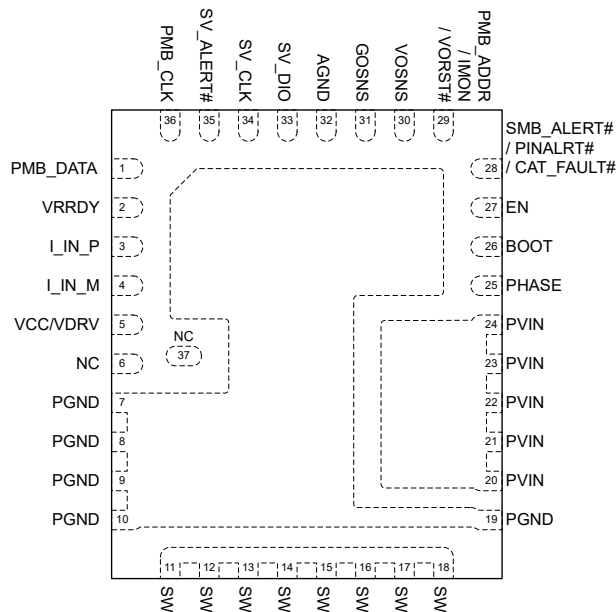 PMB_CLK
SV_ALERT#
SV_CLK
SV_DIO
AGND
GOSNS
VOSNS
PMB_ADDR
/ IMON
/ VORST#
36 35 34 33 32 31 30 29
SMB_ALERT#
/ PINALRT#
/ CAT_FAULT#
PMB_DATA 1 28
VRRDY 2 27 EN
I_IN_P 3 26 BOOT
I_IN_M 4 25 PHASE
VCC/VDRV 5 24 PVIN
NC
37
NC 6 23 PVIN
PGND 7 22 PVIN
PGND 8 21 PVIN
PGND 9 20 PVIN
PGND 10 19 PGND
11 12 13 14 15 16 17 18
SW SW SW SW SW SW SW SW